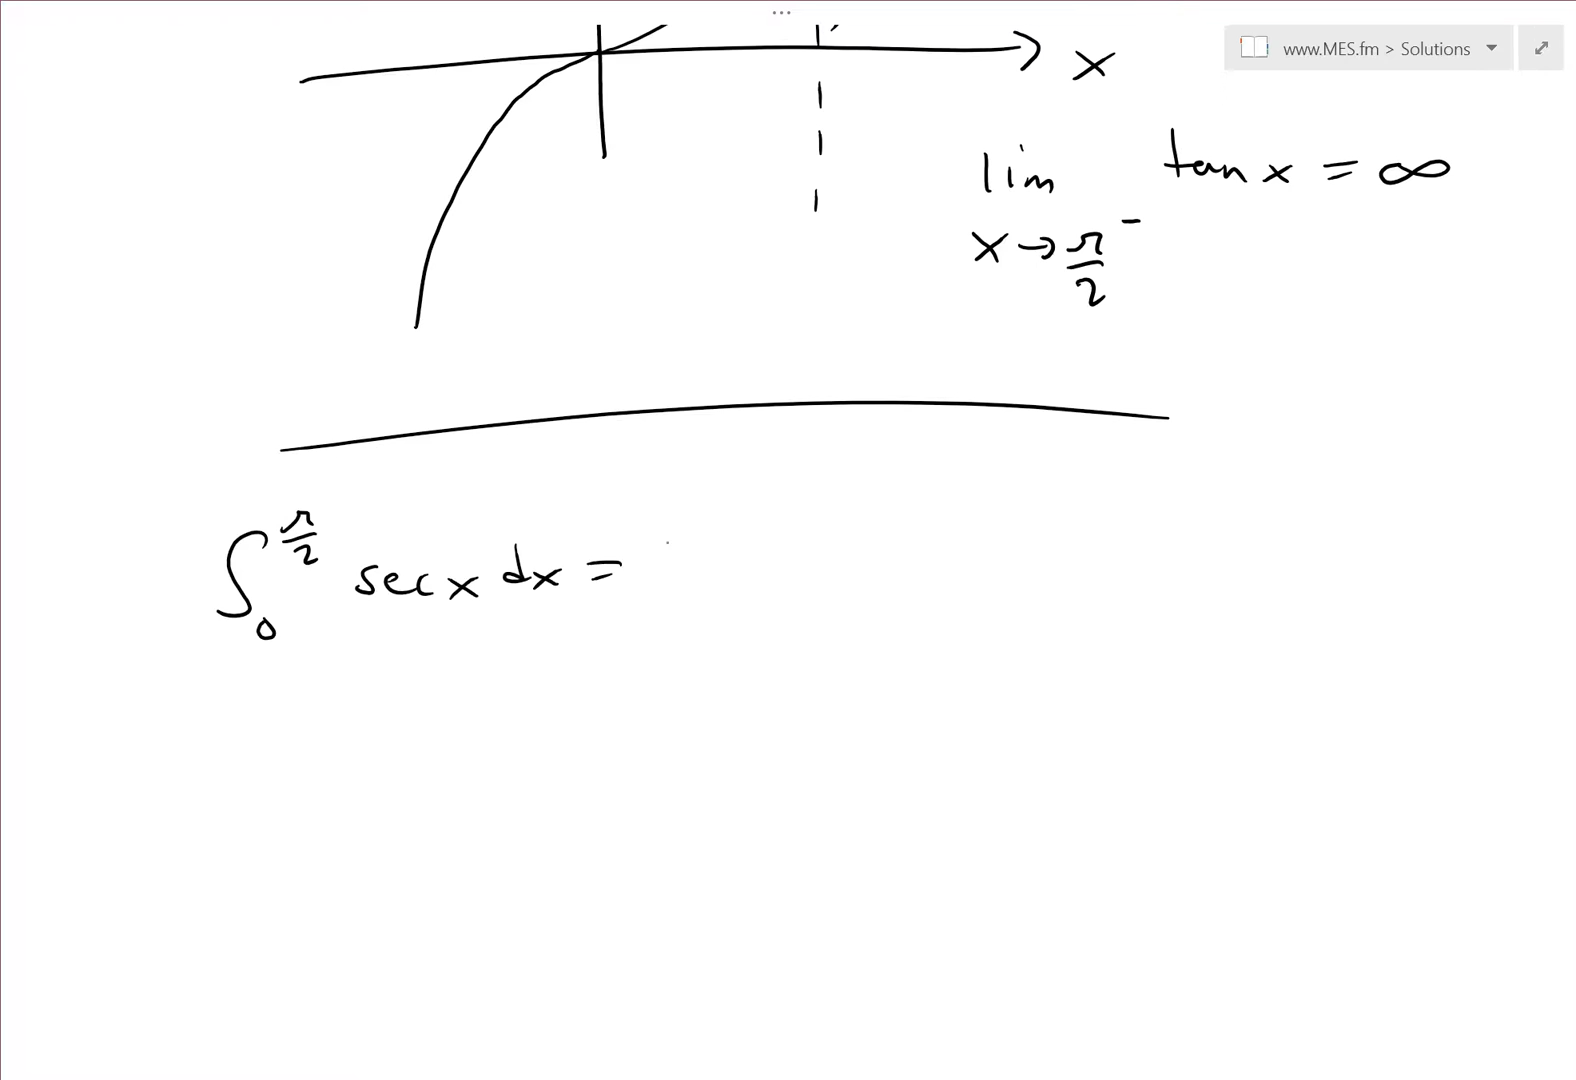 www.MES.fm > Solutions
x
lim tan x = ∞
x→π/2⁻
∫₀^(π/2) sec x dx =